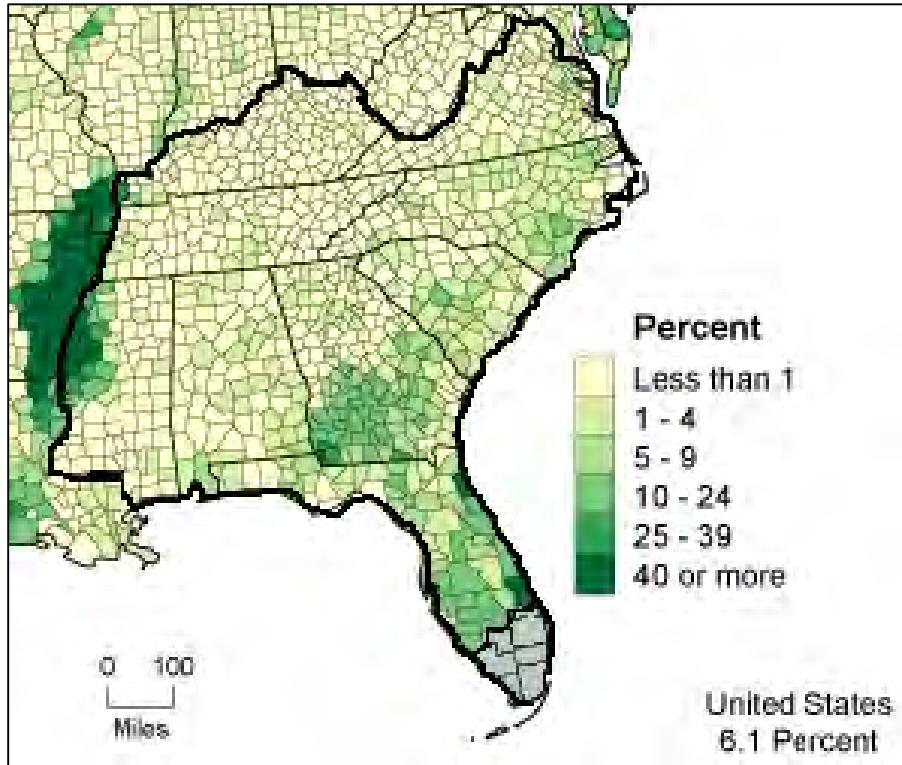 Percent
Less than 1
1 - 4
5 - 9
10 - 24
25 - 39
40 or more
0 100
Miles
United States
6.1 Percent